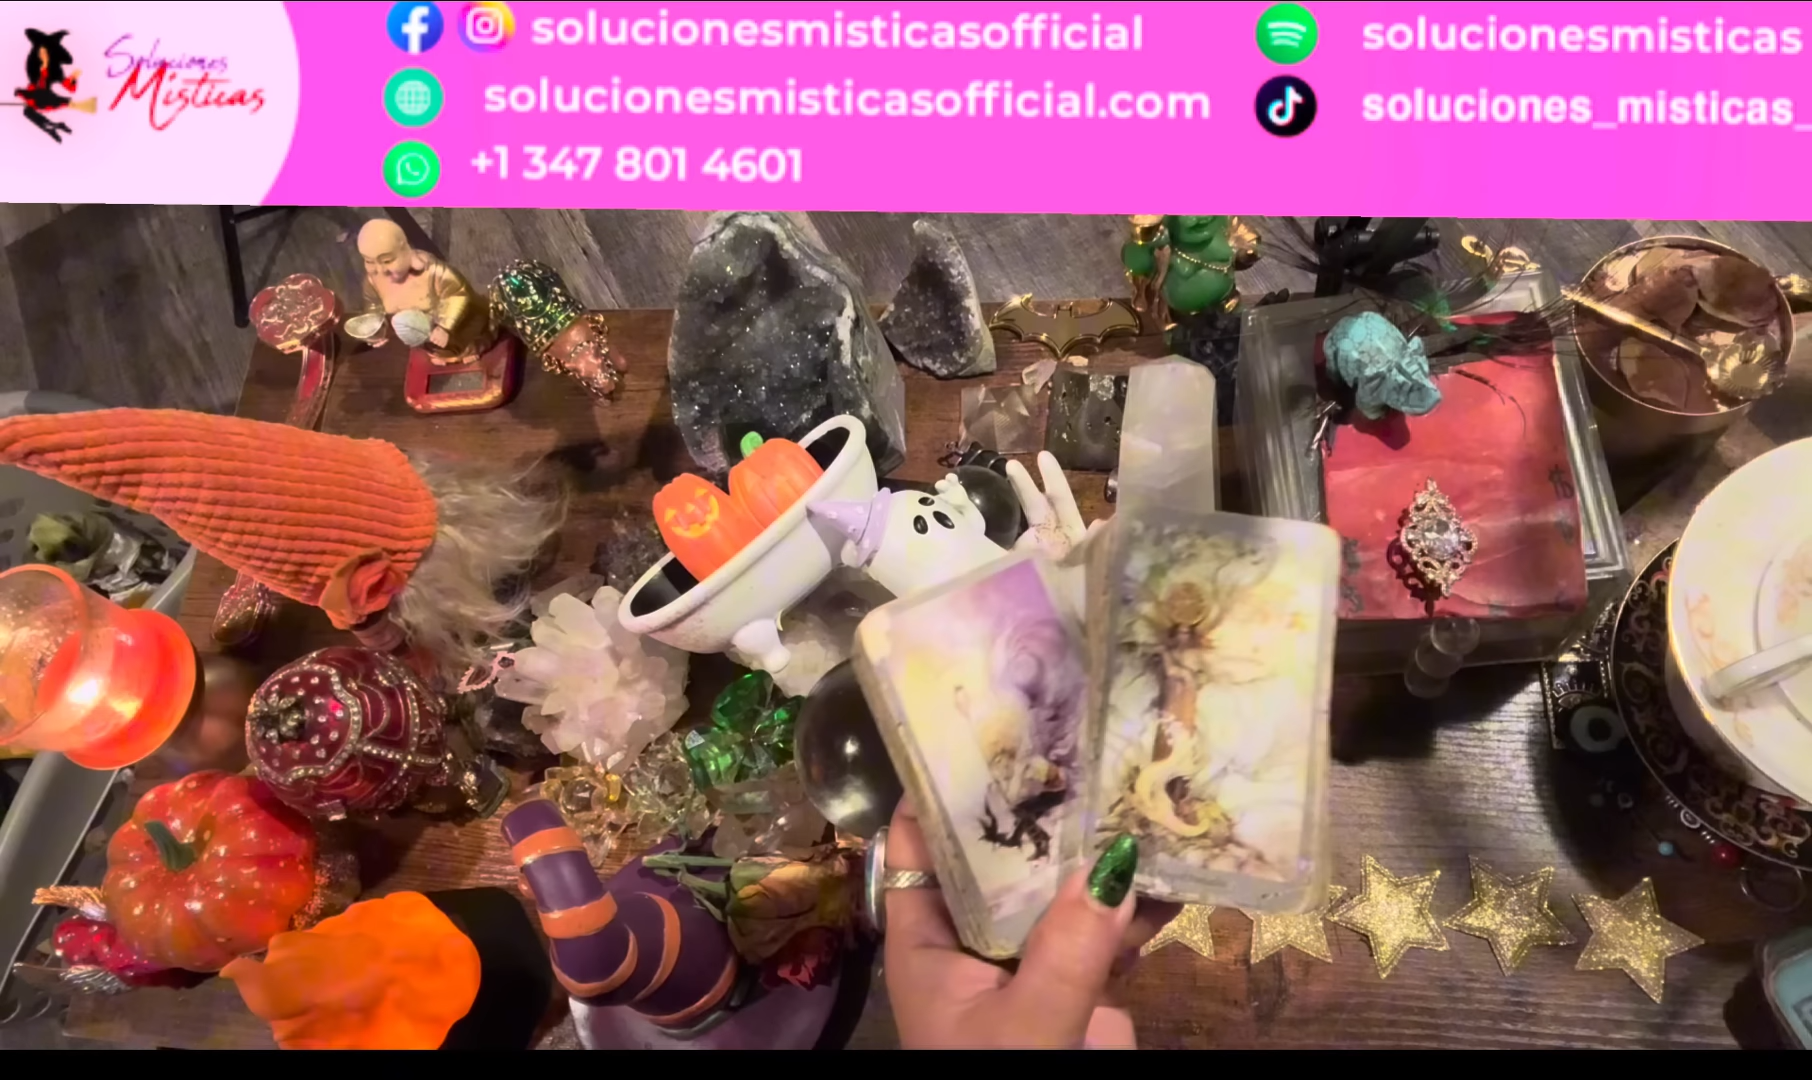 Soluciones
Misticas
solucionesmisticasofficial
solucionesmisticasofficial.com
+1 347 801 4601
solucionesmisticas
soluciones_misticas_